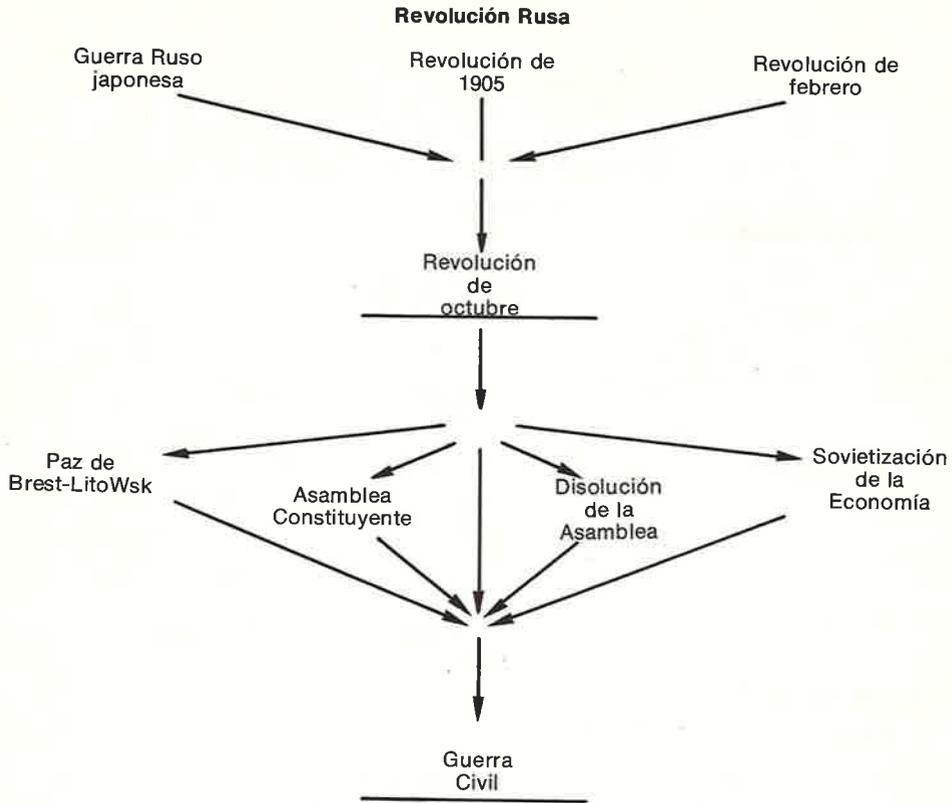 Revolución Rusa
Guerra Ruso
japonesa
Revolución de
1905
Revolución de
febrero
Revolución
de
octubre
Paz de
Brest-LitoWsk
Asamblea
Constituyente
Disolución
de la
Asamblea
Sovietización
de la
Economía
Guerra
Civil